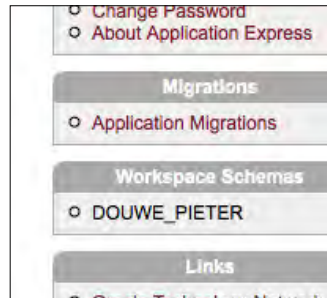 Change Password
About Application Express
Migrations
Application Migrations
Workspace Schemas
DOUWE_PIETER
Links